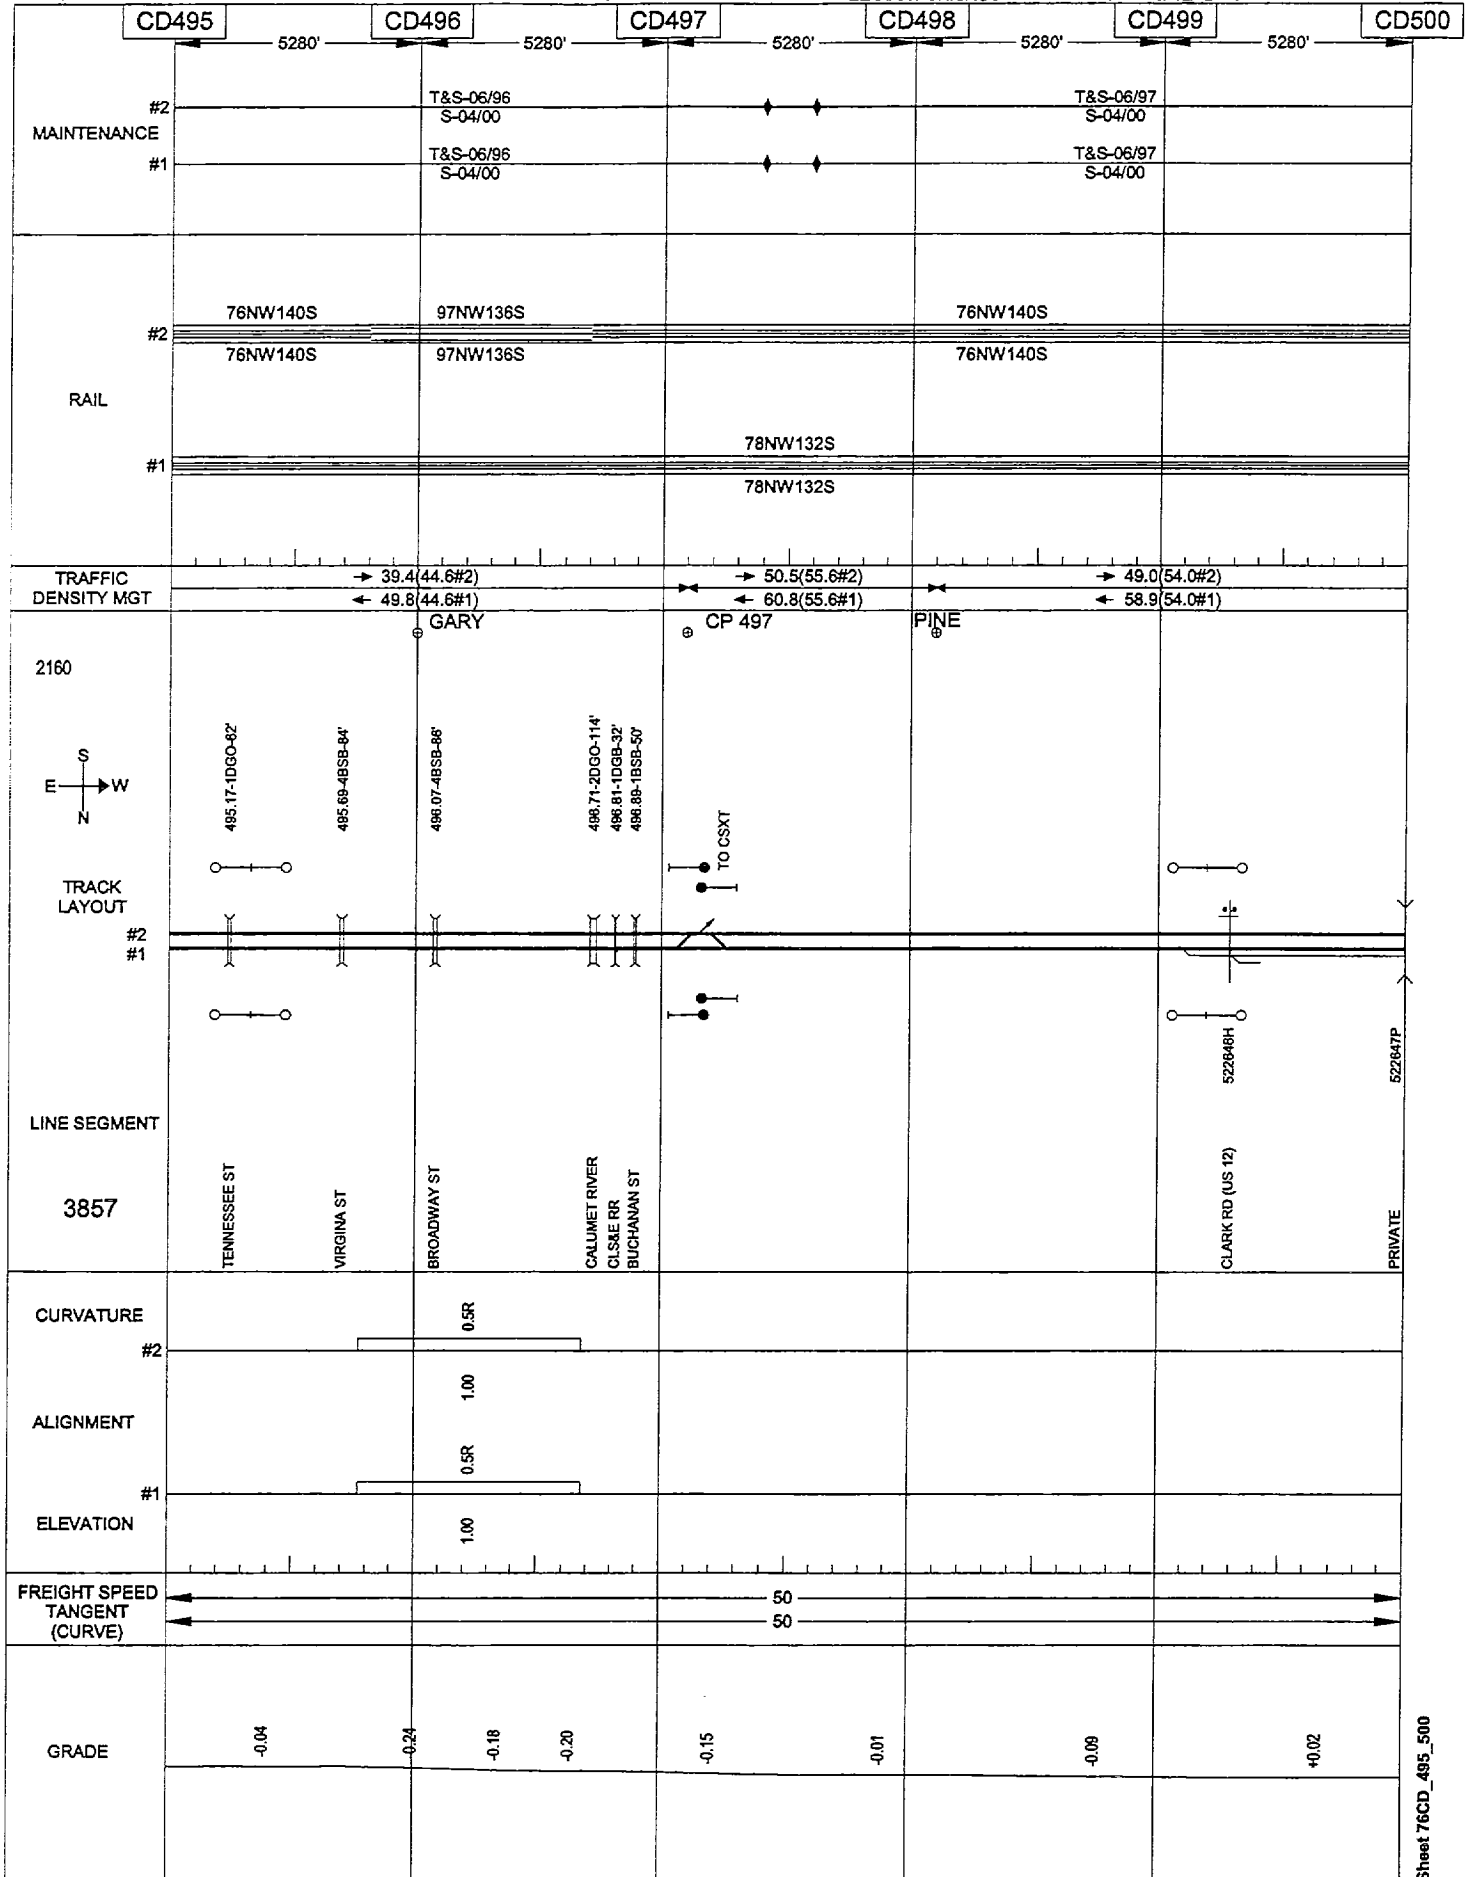 CD495 CD496 CD497 CD498 CD499 CD500
5280' 5280' 5280' 5280' 5280'
MAINTENANCE
#2 T&S-06/96 T&S-06/97
S-04/00 S-04/00
#1 T&S-06/96 T&S-06/97
S-04/00 S-04/00
RAIL
76NW140S 97NW136S 76NW140S
#2
76NW140S 97NW136S 76NW140S
78NW132S
#1
78NW132S
TRAFFIC
DENSITY MGT
→ 39.4(44.6#2) → 50.5(55.6#2) → 49.0(54.0#2)
← 49.8(44.6#1) ← 60.8(55.6#1) ← 58.9(54.0#1)
GARY CP 497 PINE
2160
S
E W
N
495.17-1DGO-62'
495.69-4BSB-84'
496.07-4BSB-86'
496.71-2DGO-114'
496.81-1DGB-32'
496.89-1BSB-50'
TO CSXT
TRACK
LAYOUT
#2
#1
522648H
522647P
LINE SEGMENT
3857
TENNESSEE ST
VIRGINA ST
BROADWAY ST
CALUMET RIVER
CLS&E RR
BUCHANAN ST
CLARK RD (US 12)
PRIVATE
CURVATURE
0.5R
#2
1.00
ALIGNMENT
0.5R
#1
ELEVATION
1.00
FREIGHT SPEED
TANGENT
(CURVE)
50
50
GRADE
-0.04
-0.24
-0.18
-0.20
-0.15
-0.01
-0.09
+0.02
Sheet 76CD_495_500